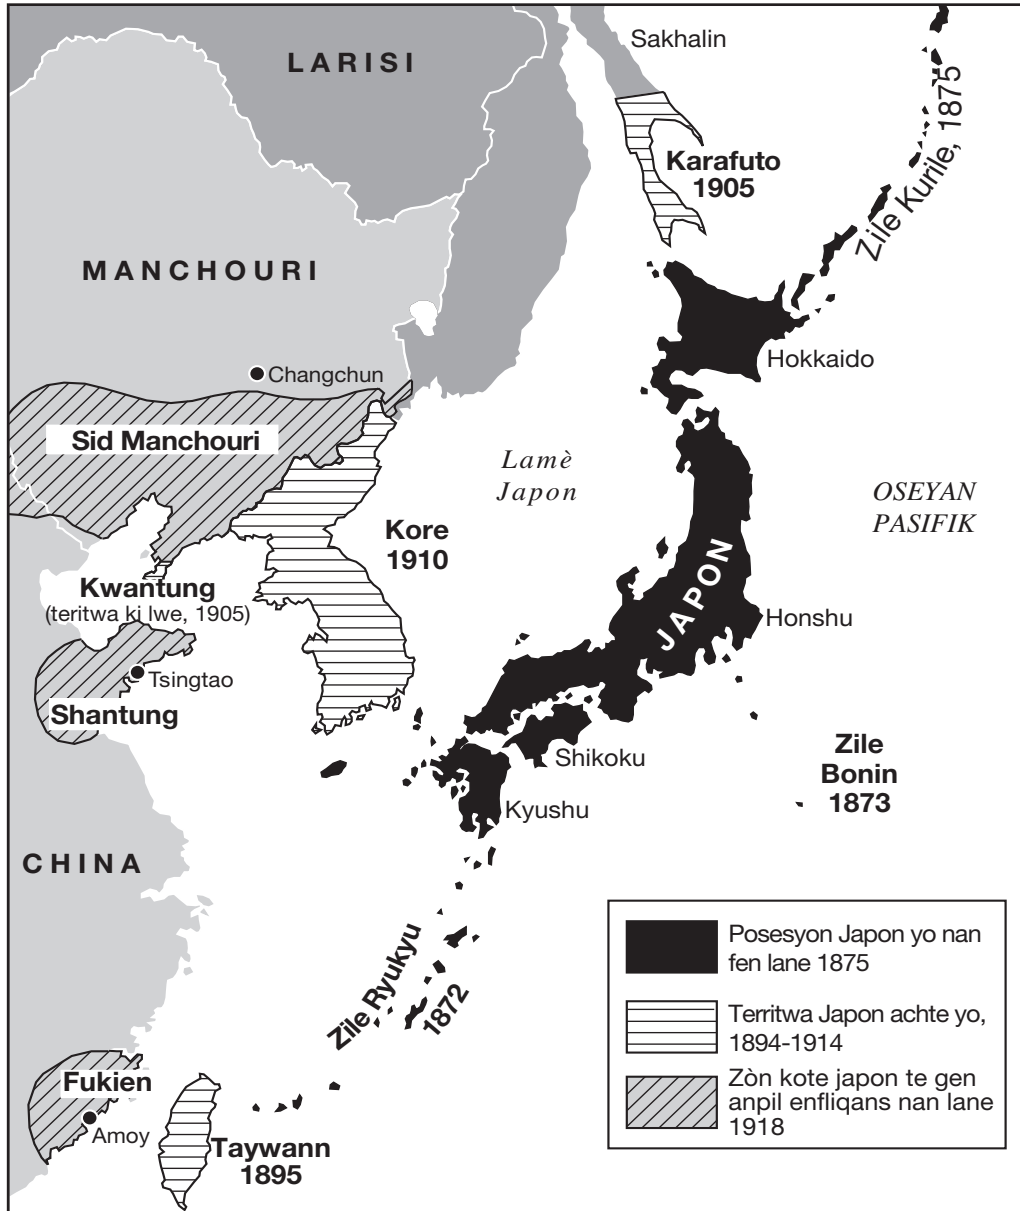 LARISI
Sakhalin
Karafuto
1905
Zile Kurile, 1875
MANCHOURI
Hokkaido
Changchun
Sid Manchouri
Lamè
Japon
OSEYAN
PASIFIK
Kore
1910
JAPON
Kwantung
(teritwa ki lwe, 1905)
Honshu
Tsingtao
Shantung
Shikoku
Zile
Bonin
1873
Kyushu
CHINA
Zile Ryukyu
1872
Fukien
Amoy
Taywann
1895
Posesyon Japon yo nan
fen lane 1875
Territwa Japon achte yo,
1894-1914
Zòn kote japon te gen
anpil enfliqans nan lane
1918